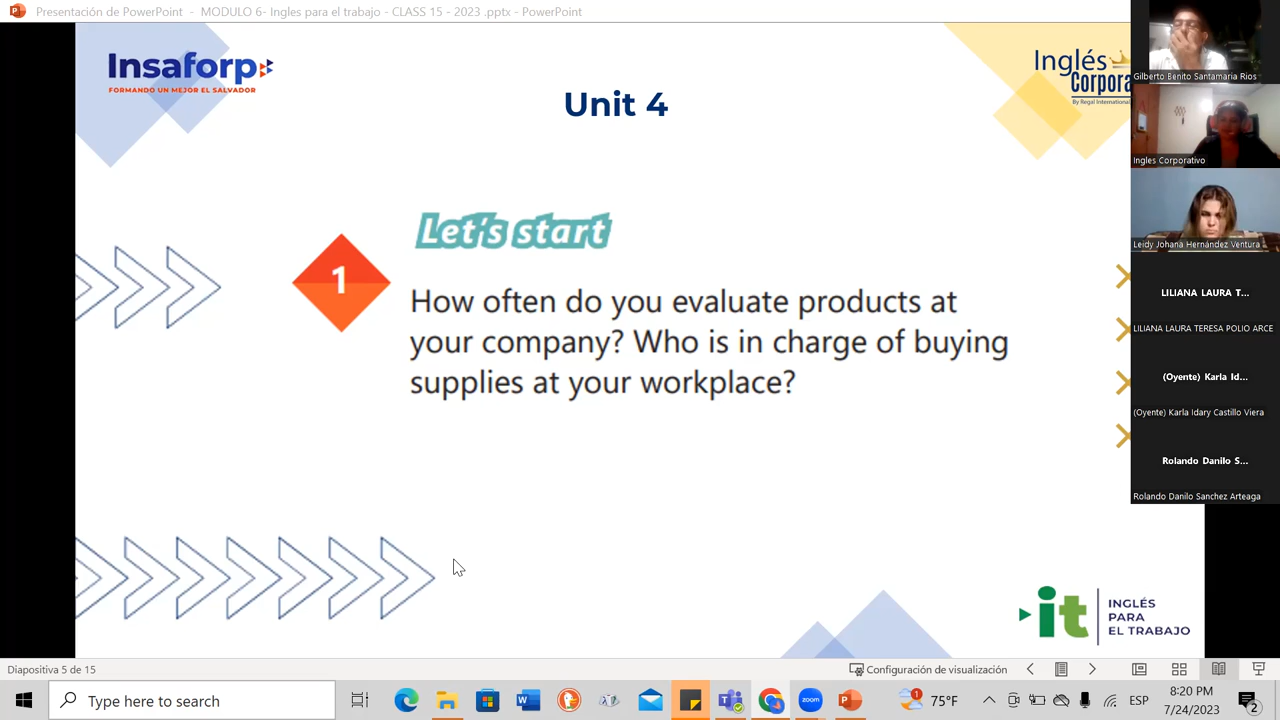 Presentación de PowerPoint - MODULO 6- Ingles para el trabajo - CLASS 15 - 2023 .pptx - PowerPoint
Insaforp
FORMANDO UN MEJOR EL SALVADOR
Inglés
Corpora
By Regal International
Unit 4
Let's start
1
How often do you evaluate products at
your company? Who is in charge of buying
supplies at your workplace?
Gilberto Benito Santamaria Rios
Ingles Corporativo
Leidy Johana Hernández Ventura
LILIANA LAURA T...
LILIANA LAURA TERESA POLIO ARCE
(Oyente) Karla Id...
(Oyente) Karla Idary Castillo Viera
Rolando Danilo S...
Rolando Danilo Sanchez Arteaga
it
INGLÉS
PARA
EL TRABAJO
Diapositiva 5 de 15
Configuración de visualización
Type here to search
zoom
1
75°F
ESP
8:20 PM
7/24/2023
2